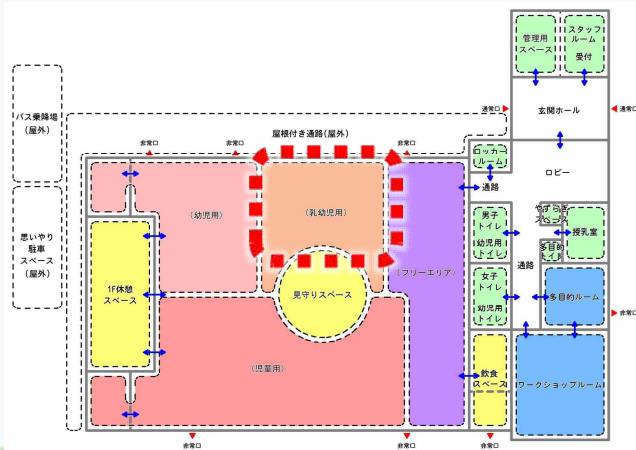 管理用
スペース
スタッフ
ルーム
受付
バス乗降場
(屋外)
通常口
玄関ホール
通常口
屋根付き通路(屋外)
非常口
非常口
非常口
ロッカー
ルーム
ロビー
通路
(幼児用)
(乳幼児用)
男子
トイレ
幼児用
トイレ
やすらぎ
スペース
授乳室
思いやり
駐車
スペース
(屋外)
多目的
トイレ
通路
(フリーエリア)
女子
トイレ
幼児用
トイレ
1F休憩
スペース
見守りスペース
多目的ルーム
非常口
(児童用)
飲食
スペース
ワークショップルーム
非常口
非常口
非常口